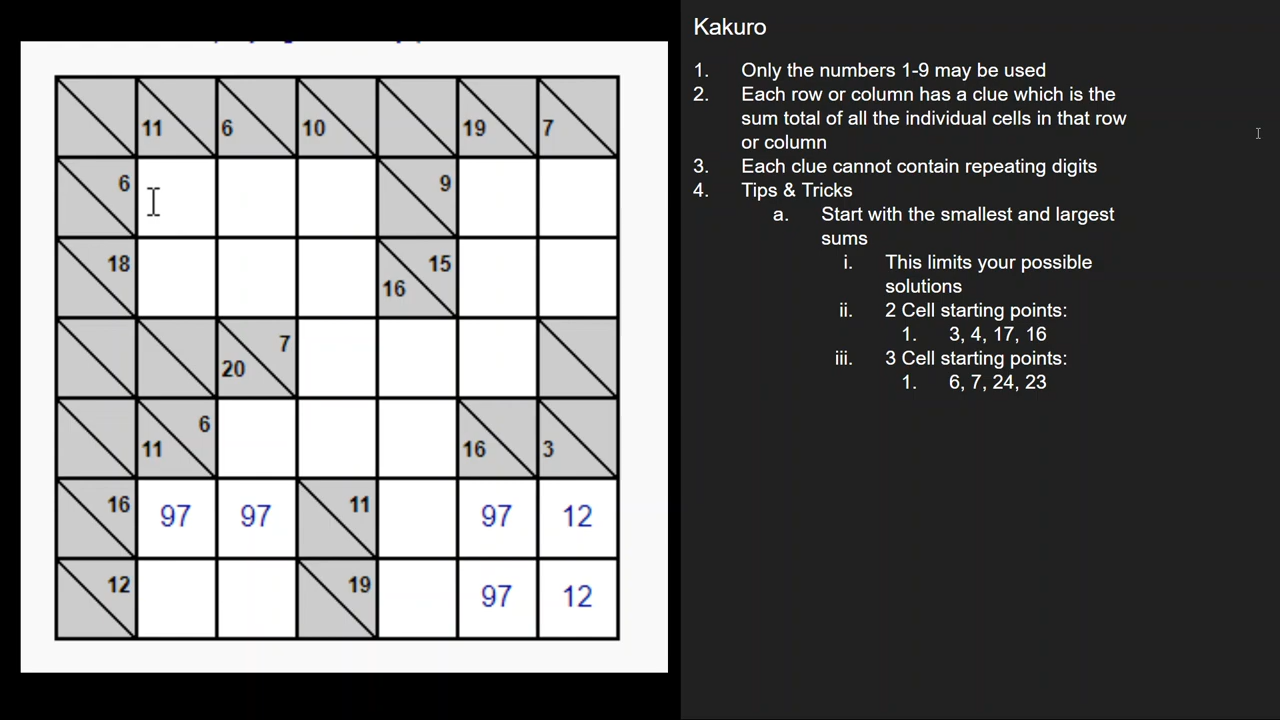 11 6 10 19 7
6 9
18 16 15
20 7
11 6 16 3
16 97 97 11 97 12
12 19 97 12
Kakuro
1. Only the numbers 1-9 may be used
2. Each row or column has a clue which is the
sum total of all the individual cells in that row
or column
3. Each clue cannot contain repeating digits
4. Tips & Tricks
a. Start with the smallest and largest
sums
i. This limits your possible
solutions
ii. 2 Cell starting points:
1. 3, 4, 17, 16
iii. 3 Cell starting points:
1. 6, 7, 24, 23